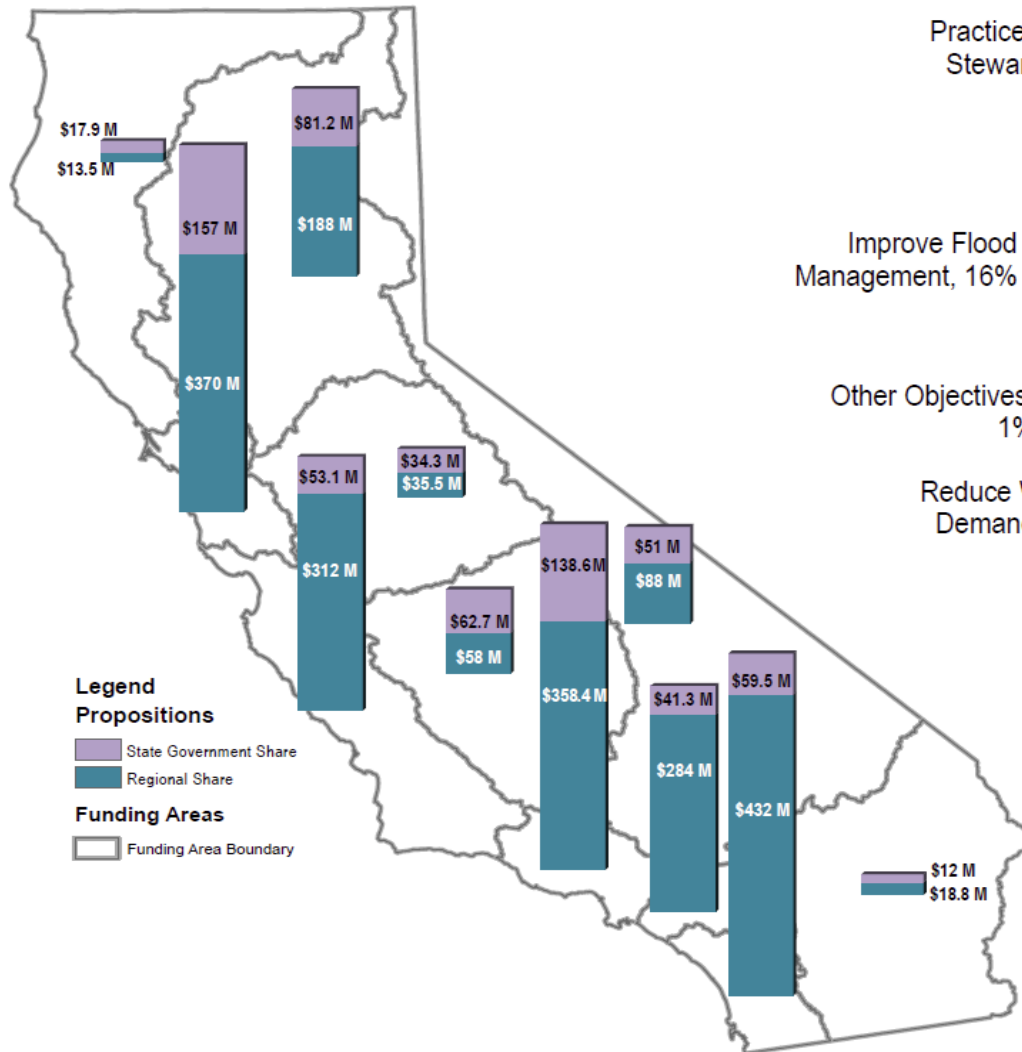 Practice
Stewar
$17.9 M
$13.5 M
$81.2 M
$188 M
$157 M
$370 M
Improve Flood
Management, 16%
Other Objectives
1%
Reduce
Deman
$53.1 M
$312 M
$34.3 M
$35.5 M
$138.6M
$358.4 M
$51 M
$88 M
$62.7 M
$58 M
$59.5 M
$432 M
$41.3 M
$284 M
$12 M
$18.8 M
Legend
Propositions
State Government Share
Regional Share
Funding Areas
Funding Area Boundary